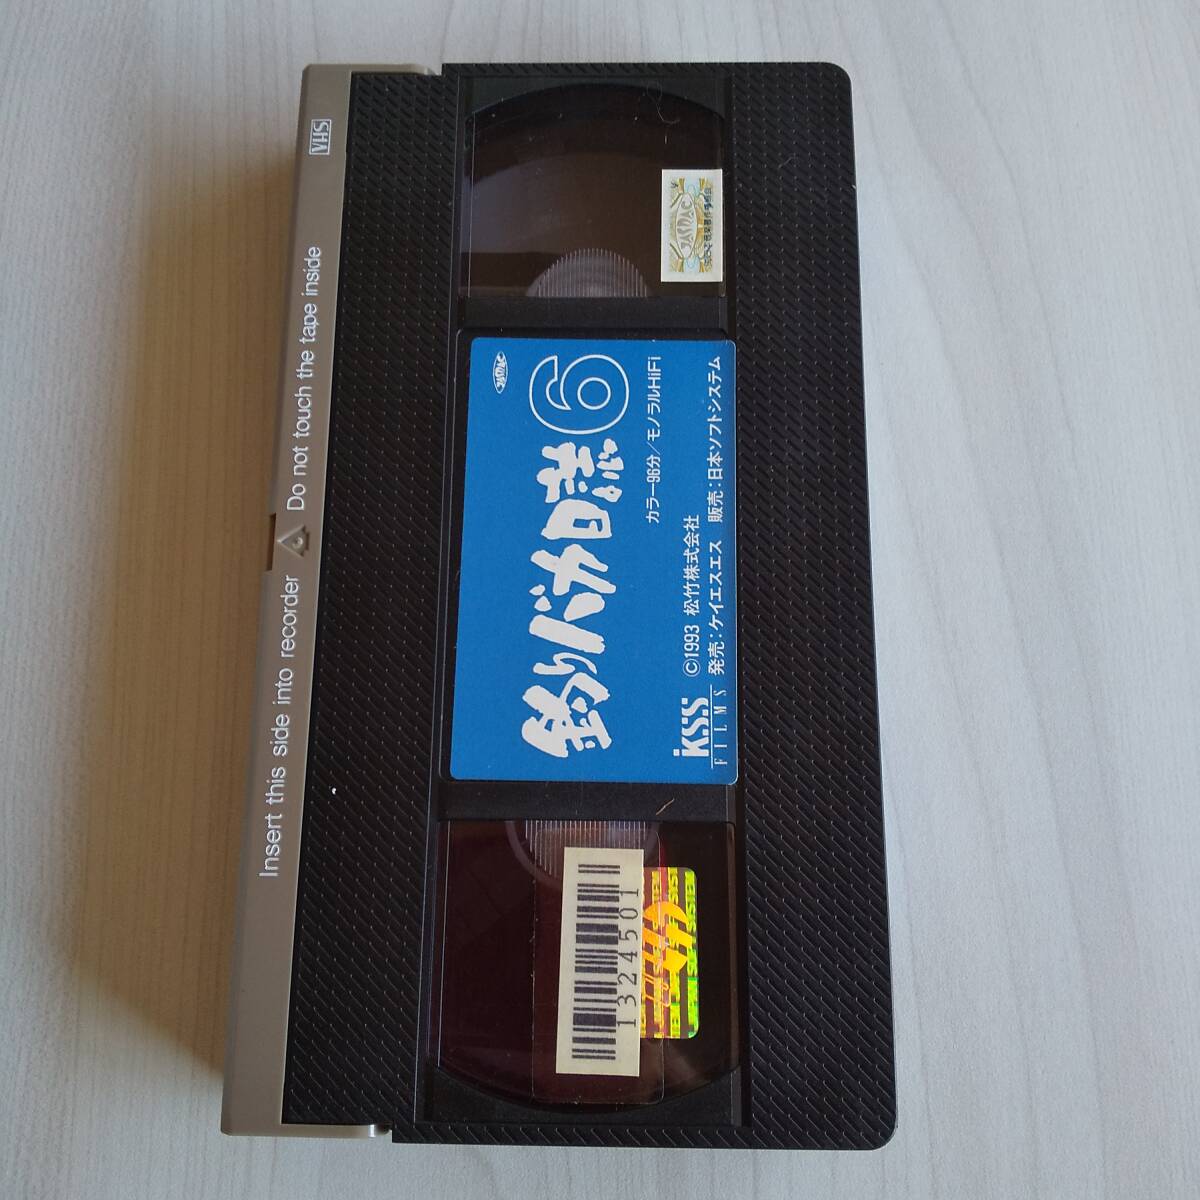 VHS
Insert this side into recorder Do not touch the tape inside
JASRAC
釣りバカ日誌6
カラー96分/モノラルHiFi
KSS
FILMS
©1993 松竹株式会社
発売:ケイエスエス 販売:日本ソフトシステム
JASRAC
1324501